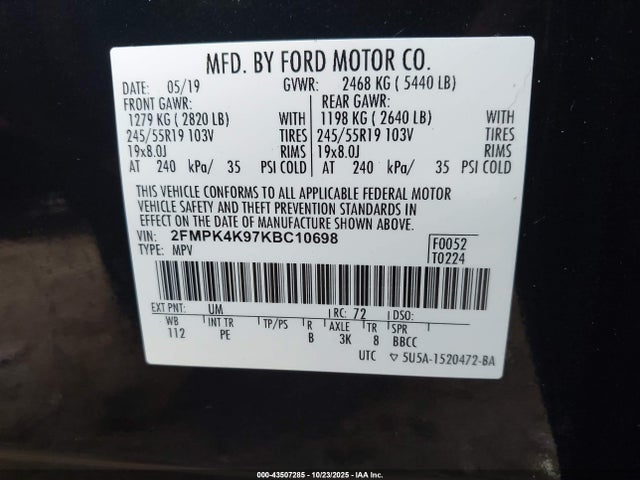 MFD. BY FORD MOTOR CO.
DATE: 05/19 GVWR: 2468 KG ( 5440 LB)
FRONT GAWR: REAR GAWR:
1279 KG ( 2820 LB) WITH 1198 KG ( 2640 LB) WITH
245/55R19 103V TIRES 245/55R19 103V TIRES
19x8.0J RIMS 19x8.0J RIMS
AT 240 kPa/ 35 PSI COLD AT 240 kPa/ 35 PSI COLD
THIS VEHICLE CONFORMS TO ALL APPLICABLE FEDERAL MOTOR
VEHICLE SAFETY AND THEFT PREVENTION STANDARDS IN
EFFECT ON THE DATE OF MANUFACTURE SHOWN ABOVE.
VIN: 2FMPK4K97KBC10698 F0052
TYPE: MPV T0224
EXT PNT: UM RC: 72 DSO:
WB INT TR TP/PS R AXLE TR SPR
112 PE B 3K 8 BBCC
UTC ▽ 5U5A-1520472-BA
000-43507285 - 10/23/2025 - IAA Inc.